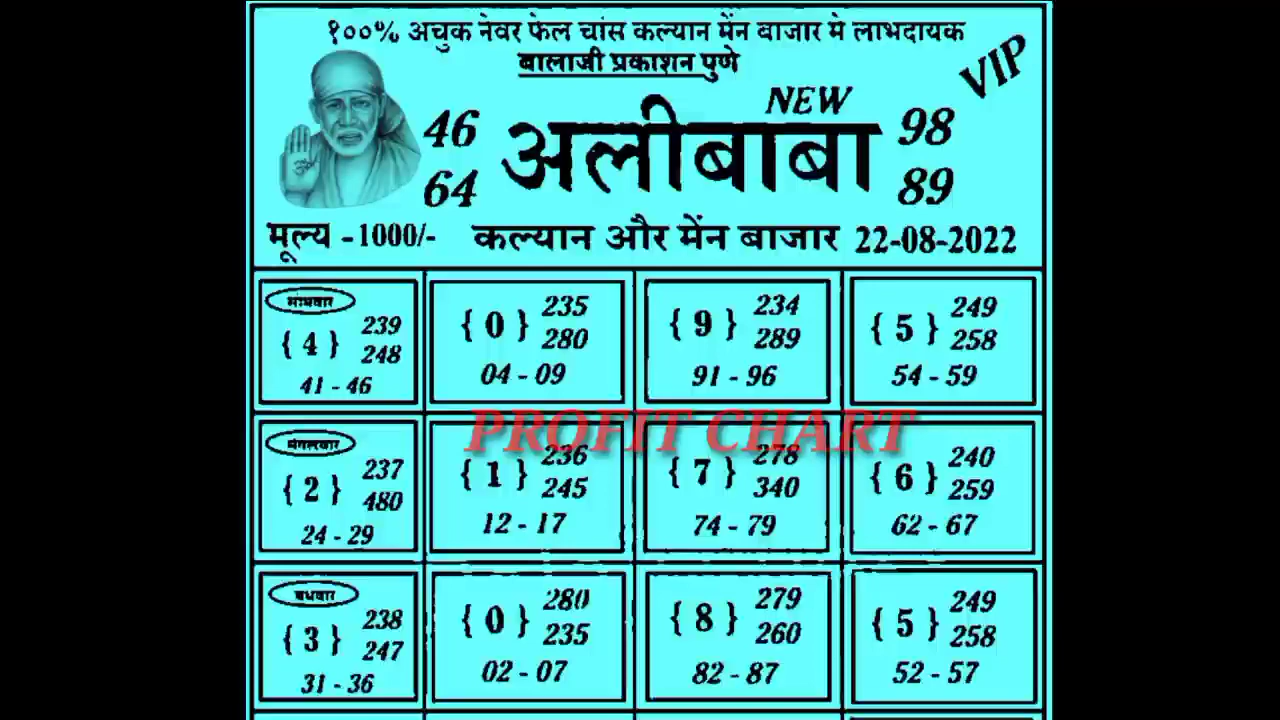 १००% अचुक नेवर फेल चांस कल्यान मेंन बाजार मे लाभदायक
बालाजी प्रकाशन पुणे
VIP
NEW
46 अलीबाबा 98
64 89
मूल्य -1000/- कल्यान और मेंन बाजार 22-08-2022
{ 4 } 239 248 41 - 46
{ 0 } 235 280 04 - 09
{ 9 } 234 289 91 - 96
{ 5 } 249 258 54 - 59
PROFIT CHART
मंगलवार
{ 2 } 237 480 24 - 29
{ 1 } 236 245 12 - 17
{ 7 } 278 340 74 - 79
{ 6 } 240 259 62 - 67
बधवार
{ 3 } 238 247 31 - 36
{ 0 } 280 235 02 - 07
{ 8 } 279 260 82 - 87
{ 5 } 249 258 52 - 57